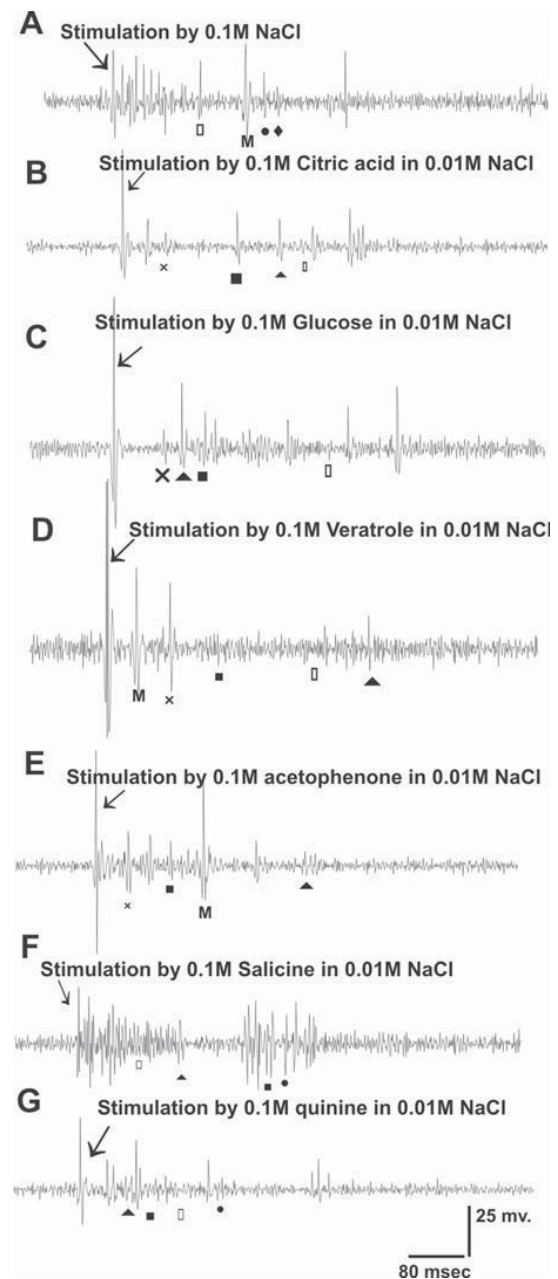 A
Stimulation by 0.1M NaCl
M
B
Stimulation by 0.1M Citric acid in 0.01M NaCl
Stimulation by 0.1M Glucose in 0.01M NaCl
C
D
Stimulation by 0.1M Veratrole in 0.01M NaCl
M
E
Stimulation by 0.1M acetophenone in 0.01M NaCl
M
F
Stimulation by 0.1M Salicine in 0.01M NaCl
G
Stimulation by 0.1M quinine in 0.01M NaCl
25 mv.
80 msec